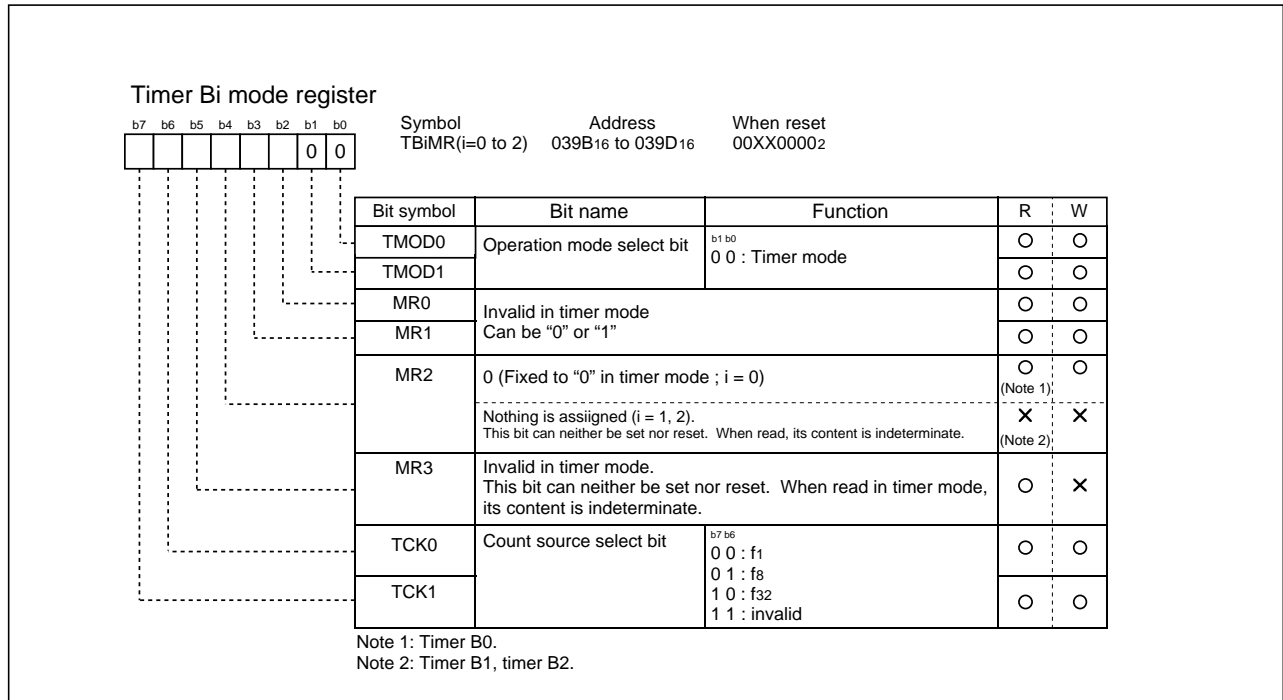 Timer Bi mode register
b7 b6 b5 b4 b3 b2 b1 b0
0 0
Symbol Address When reset
TBiMR(i=0 to 2) 039B16 to 039D16 00XX00002
Bit symbol Bit name Function R W
TMOD0 Operation mode select bit b1 b0
0 0 : Timer mode
TMOD1
MR0 Invalid in timer mode
MR1 Can be “0” or “1”
MR2 0 (Fixed to “0” in timer mode ; i = 0)
(Note 1)
Nothing is assiigned (i = 1, 2).
This bit can neither be set nor reset. When read, its content is indeterminate.
(Note 2)
MR3 Invalid in timer mode.
This bit can neither be set nor reset. When read in timer mode,
its content is indeterminate.
TCK0 Count source select bit b7 b6
0 0 : f1
0 1 : f8
TCK1 1 0 : f32
1 1 : invalid
Note 1: Timer B0.
Note 2: Timer B1, timer B2.